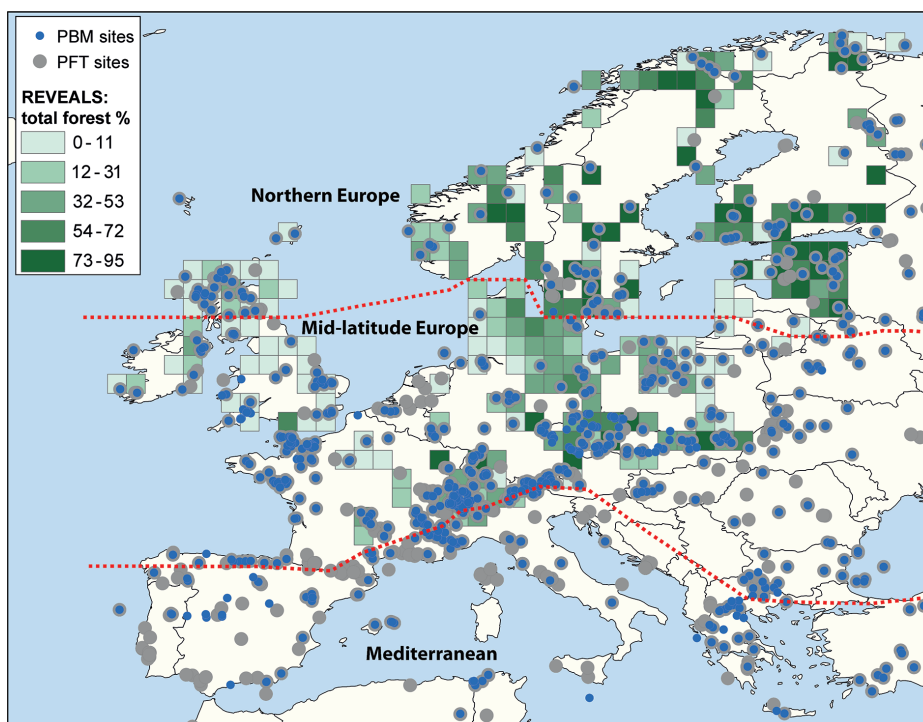 PBM sites
PFT sites
REVEALS:
total forest %
0 - 11
12 - 31
32 - 53
54 - 72
73 - 95
Northern Europe
Mid-latitude Europe
Mediterranean